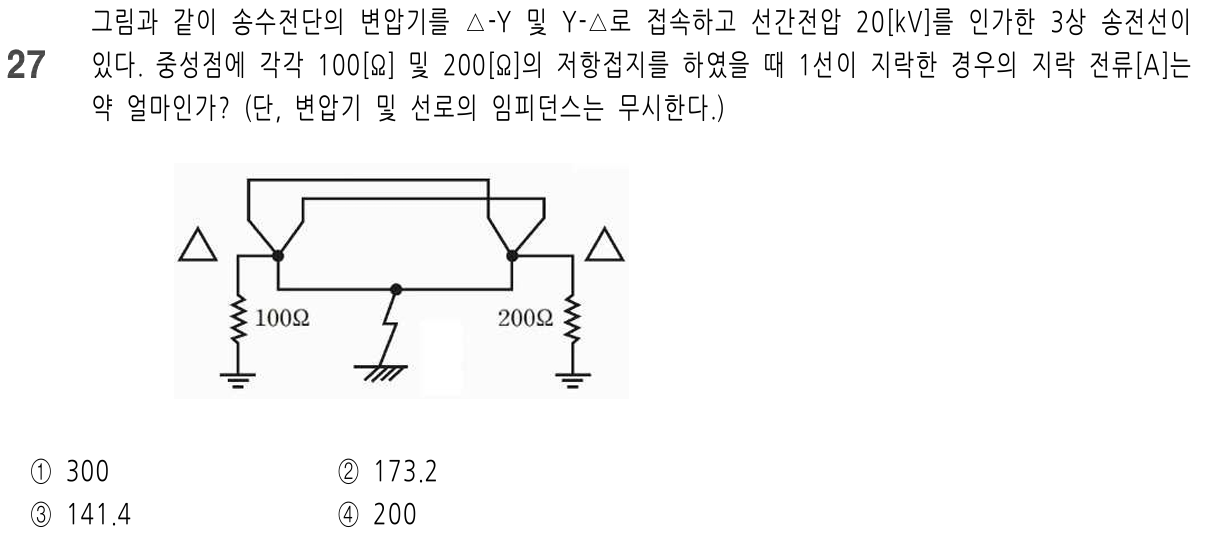 그림과 같이 송수전단의 변압기를 △-Y 및 Y-△로 접속하고 선간전압 20[kV]를 인가한 3상 송전선이
27 있다. 중성점에 각각 100[Ω] 및 200[Ω]의 저항접지를 하였을 때 1선이 지락한 경우의 지락 전류[A]는
약 얼마인가? (단, 변압기 및 선로의 임피던스는 무시한다.)
100Ω 200Ω
① 300 ② 173.2
③ 141.4 ④ 200